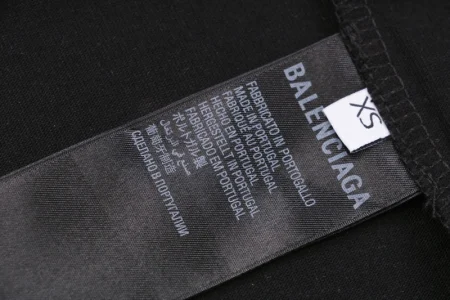 BALENCIAGA
XS
FABBRICATO IN PORTOGALLO
MADE IN PORTUGAL
FABRIQUÉ AU PORTUGAL
HECHO EN PORTUGAL
HERGESTELLT IN PORTUGAL
FABRICADO EM PORTUGAL
ポルトガル製
葡萄牙制造
СДЕЛАНО В ПОРТУГАЛИИ